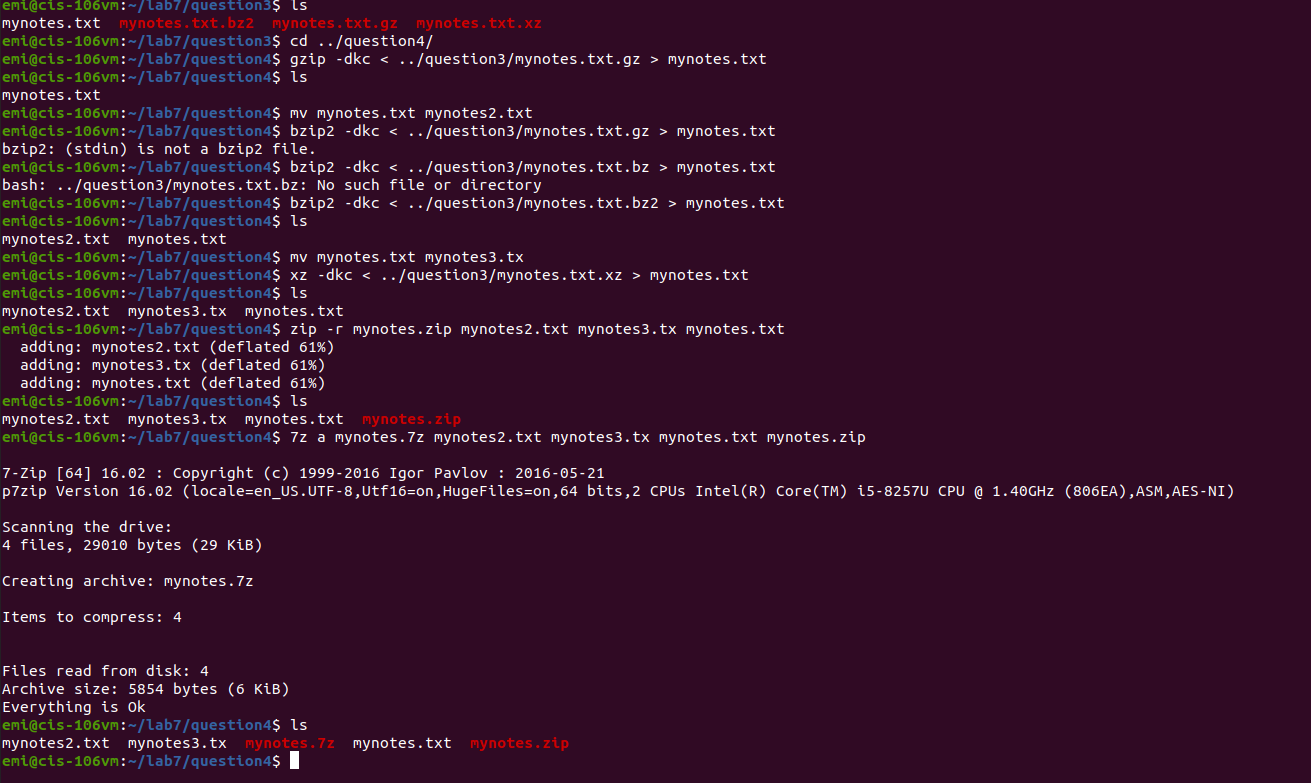 emi@cis-106vm:~/lab7/question3$ ls
mynotes.txt  mynotes.txt.bz2  mynotes.txt.gz  mynotes.txt.xz
emi@cis-106vm:~/lab7/question3$ cd ../question4/
emi@cis-106vm:~/lab7/question4$ gzip -dkc < ../question3/mynotes.txt.gz > mynotes.txt
emi@cis-106vm:~/lab7/question4$ ls
mynotes.txt
emi@cis-106vm:~/lab7/question4$ mv mynotes.txt mynotes2.txt
emi@cis-106vm:~/lab7/question4$ bzip2 -dkc < ../question3/mynotes.txt.gz > mynotes.txt
bzip2: (stdin) is not a bzip2 file.
emi@cis-106vm:~/lab7/question4$ bzip2 -dkc < ../question3/mynotes.txt.bz > mynotes.txt
bash: ../question3/mynotes.txt.bz: No such file or directory
emi@cis-106vm:~/lab7/question4$ bzip2 -dkc < ../question3/mynotes.txt.bz2 > mynotes.txt
emi@cis-106vm:~/lab7/question4$ ls
mynotes2.txt  mynotes.txt
emi@cis-106vm:~/lab7/question4$ mv mynotes.txt mynotes3.tx
emi@cis-106vm:~/lab7/question4$ xz -dkc < ../question3/mynotes.txt.xz > mynotes.txt
emi@cis-106vm:~/lab7/question4$ ls
mynotes2.txt  mynotes3.tx  mynotes.txt
emi@cis-106vm:~/lab7/question4$ zip -r mynotes.zip mynotes2.txt mynotes3.tx mynotes.txt
  adding: mynotes2.txt (deflated 61%)
  adding: mynotes3.tx (deflated 61%)
  adding: mynotes.txt (deflated 61%)
emi@cis-106vm:~/lab7/question4$ ls
mynotes2.txt  mynotes3.tx  mynotes.txt  mynotes.zip
emi@cis-106vm:~/lab7/question4$ 7z a mynotes.7z mynotes2.txt mynotes3.tx mynotes.txt mynotes.zip
7-Zip [64] 16.02 : Copyright (c) 1999-2016 Igor Pavlov : 2016-05-21
p7zip Version 16.02 (locale=en_US.UTF-8,Utf16=on,HugeFiles=on,64 bits,2 CPUs Intel(R) Core(TM) i5-8257U CPU @ 1.40GHz (806EA),ASM,AES-NI)
Scanning the drive:
4 files, 29010 bytes (29 KiB)
Creating archive: mynotes.7z
Items to compress: 4
Files read from disk: 4
Archive size: 5854 bytes (6 KiB)
Everything is Ok
emi@cis-106vm:~/lab7/question4$ ls
mynotes2.txt  mynotes3.tx  mynotes.7z  mynotes.txt  mynotes.zip
emi@cis-106vm:~/lab7/question4$